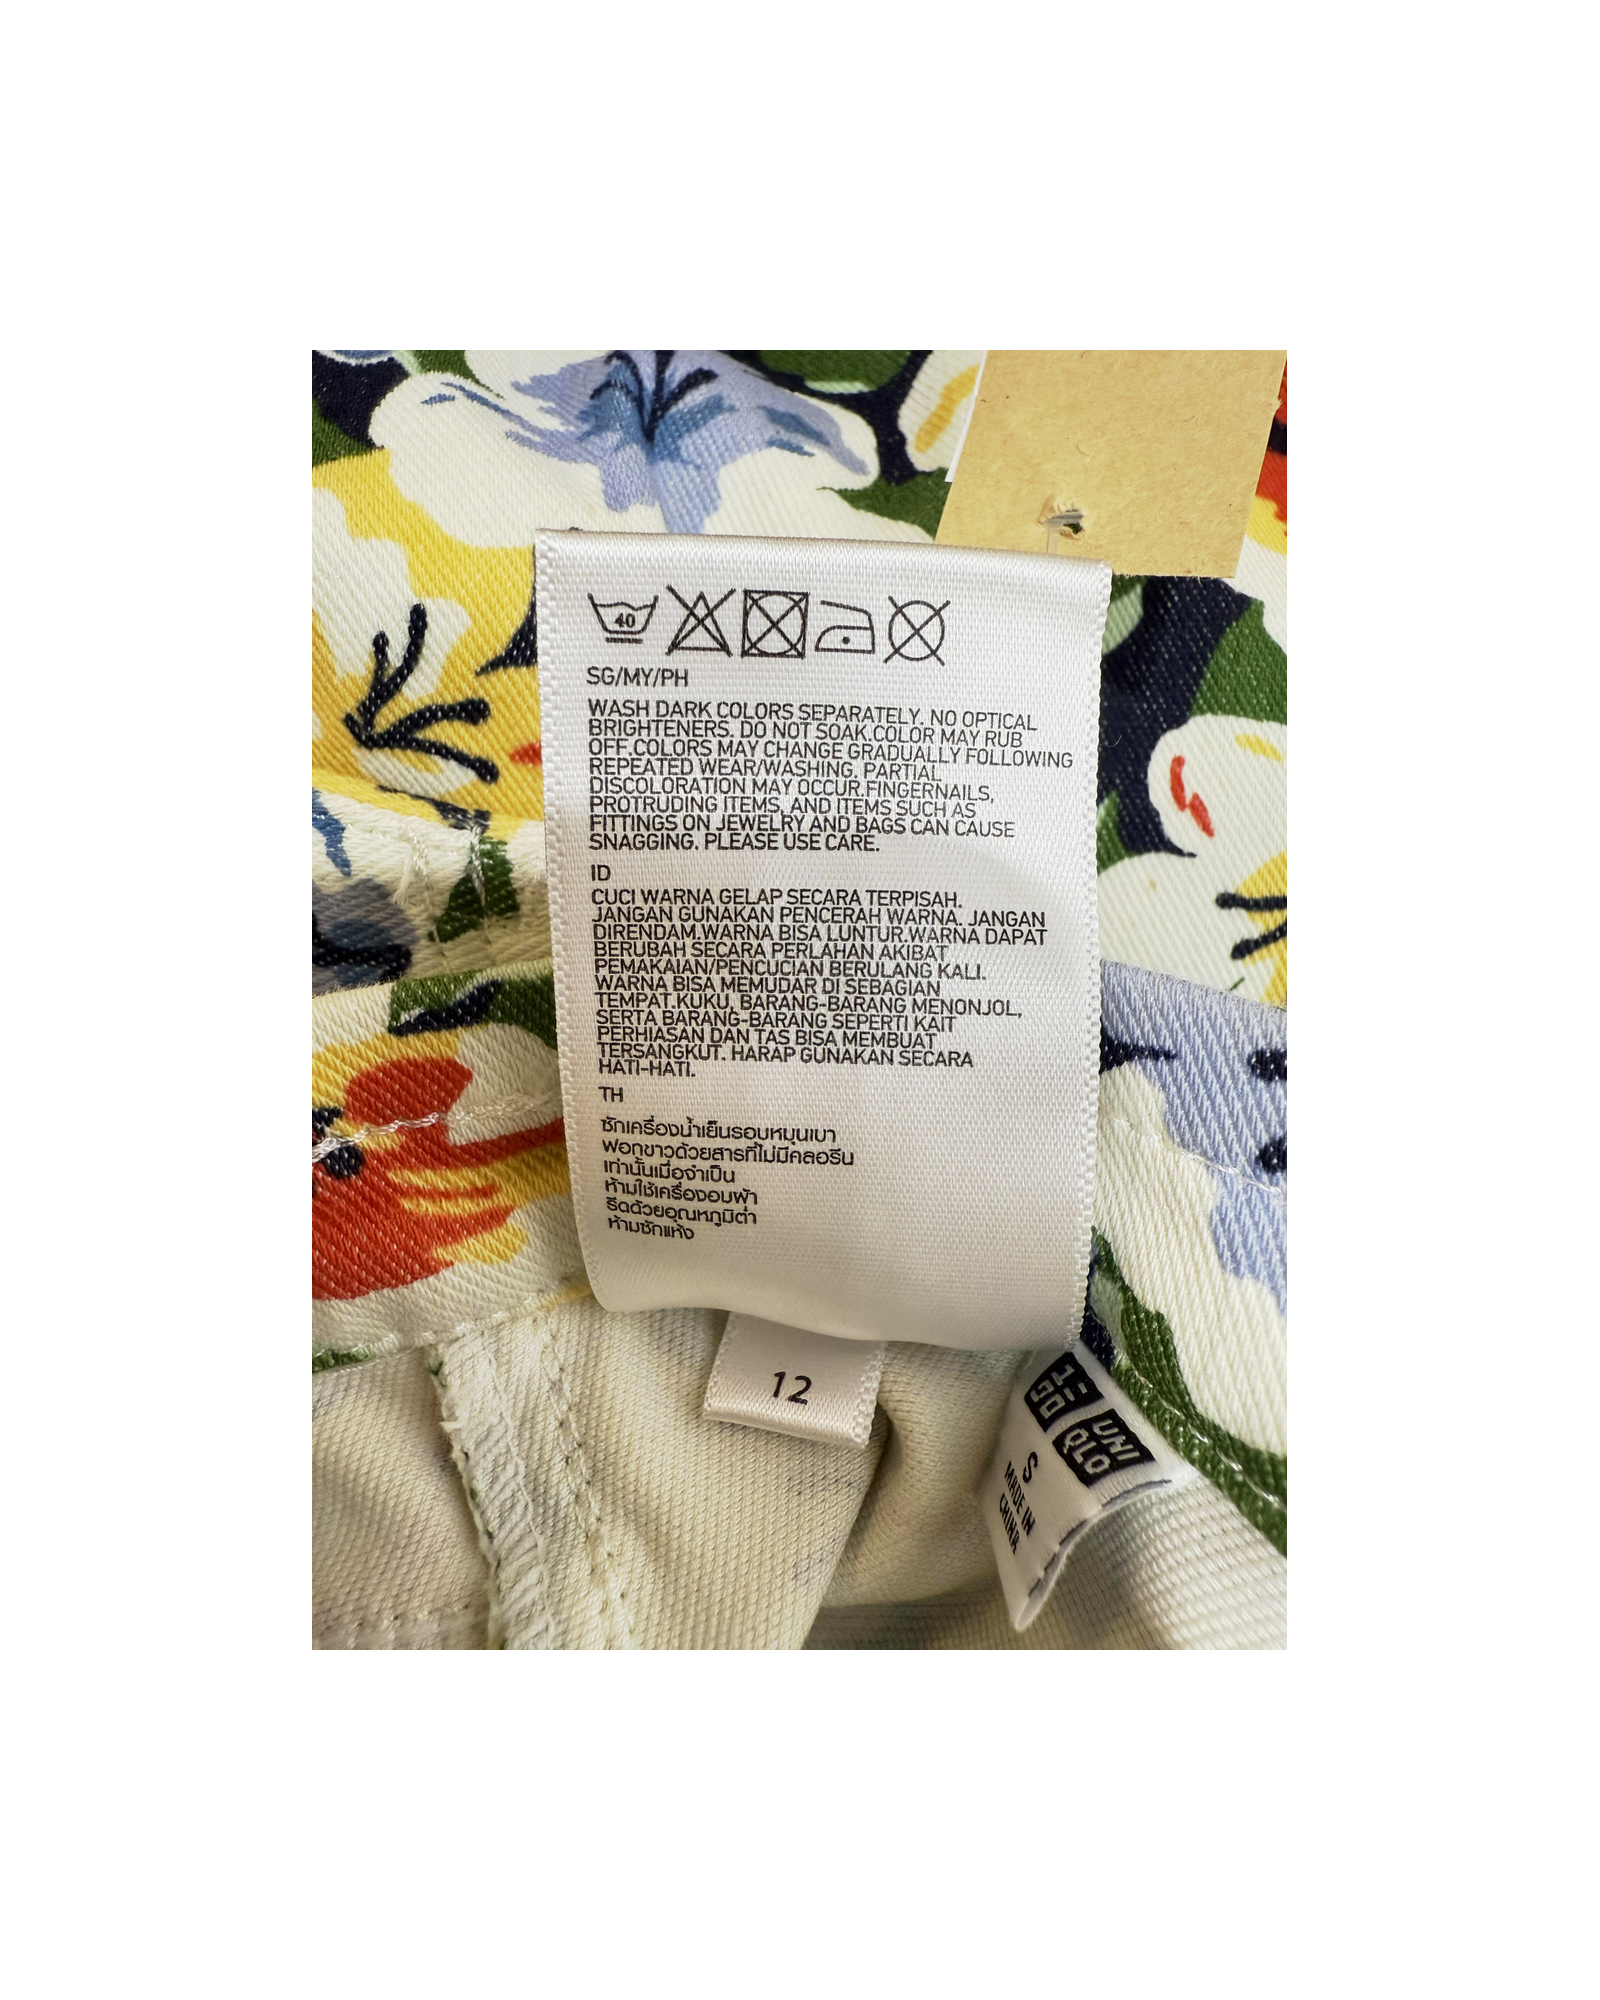 40
SG/MY/PH
WASH DARK COLORS SEPARATELY. NO OPTICAL
BRIGHTENERS. DO NOT SOAK.COLOR MAY RUB
OFF.COLORS MAY CHANGE GRADUALLY FOLLOWING
REPEATED WEAR/WASHING. PARTIAL
DISCOLORATION MAY OCCUR.FINGERNAILS,
PROTRUDING ITEMS, AND ITEMS SUCH AS
FITTINGS ON JEWELRY AND BAGS CAN CAUSE
SNAGGING. PLEASE USE CARE.
ID
CUCI WARNA GELAP SECARA TERPISAH.
JANGAN GUNAKAN PENCERAH WARNA. JANGAN
DIRENDAM.WARNA BISA LUNTUR.WARNA DAPAT
BERUBAH SECARA PERLAHAN AKIBAT
PEMAKAIAN/PENCUCIAN BERULANG KALI.
WARNA BISA MEMUDAR DI SEBAGIAN
TEMPAT.KUKU, BARANG-BARANG MENONJOL,
SERTA BARANG-BARANG SEPERTI KAIT
PERHIASAN DAN TAS BISA MEMBUAT
TERSANGKUT. HARAP GUNAKAN SECARA
HATI-HATI.
TH
ซักเครื่องน้ำเย็นรอบหมุนเบา
ฟอกขาวด้วยสารที่ไม่มีคลอรีน
เท่านั้นเมื่อจำเป็น
ห้ามใช้เครื่องอบผ้า
รีดด้วยอุณหภูมิต่ำ
ห้ามซักแห้ง
12
ユニ
クロ
UNI
QLO
S
MADE IN
CHINA